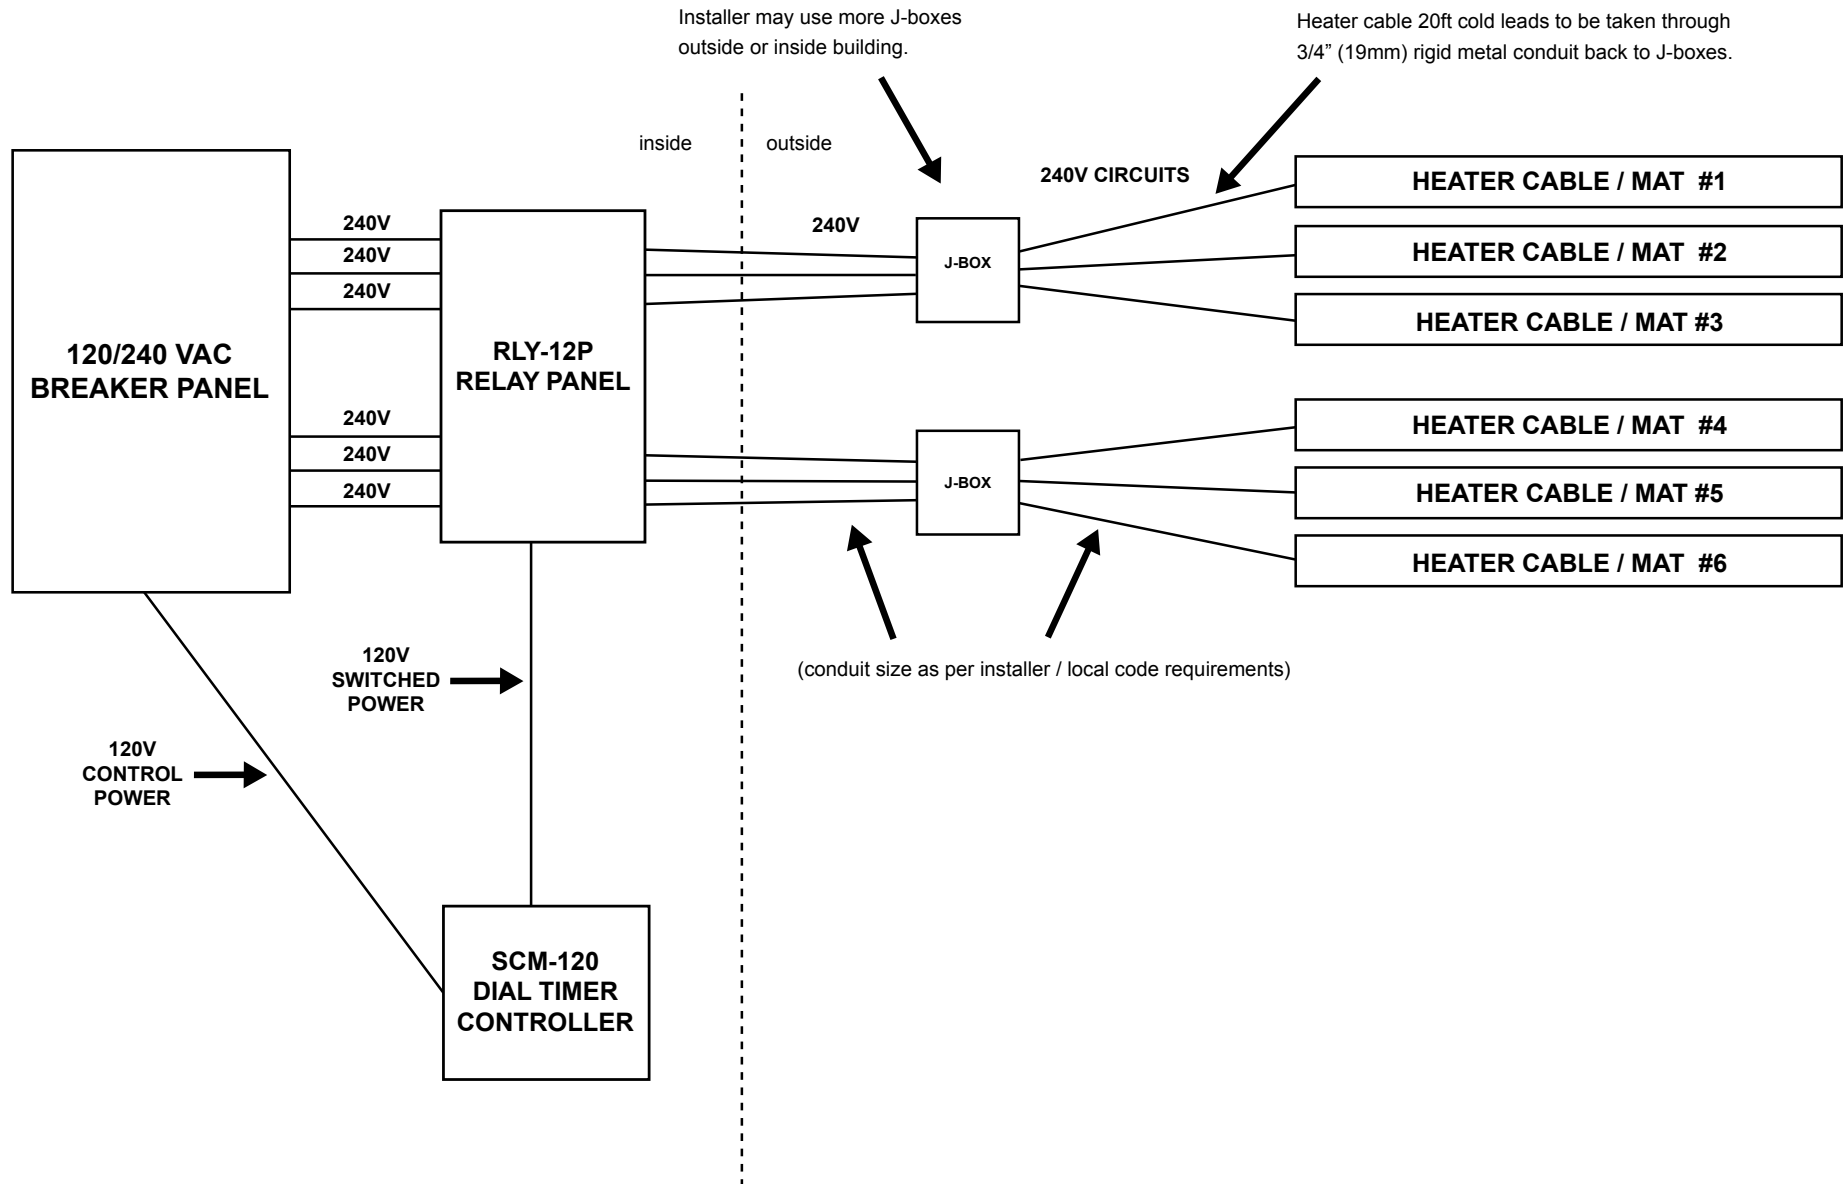 Installer may use more J-boxes
outside or inside building.
Heater cable 20ft cold leads to be taken through
3/4” (19mm) rigid metal conduit back to J-boxes.
inside
outside
120/240 VAC
BREAKER PANEL
240V
240V
240V
240V
240V
240V
RLY-12P
RELAY PANEL
240V
240V CIRCUITS
J-BOX
J-BOX
HEATER CABLE / MAT #1
HEATER CABLE / MAT #2
HEATER CABLE / MAT #3
HEATER CABLE / MAT #4
HEATER CABLE / MAT #5
HEATER CABLE / MAT #6
(conduit size as per installer / local code requirements)
120V
SWITCHED
POWER
120V
CONTROL
POWER
SCM-120
DIAL TIMER
CONTROLLER